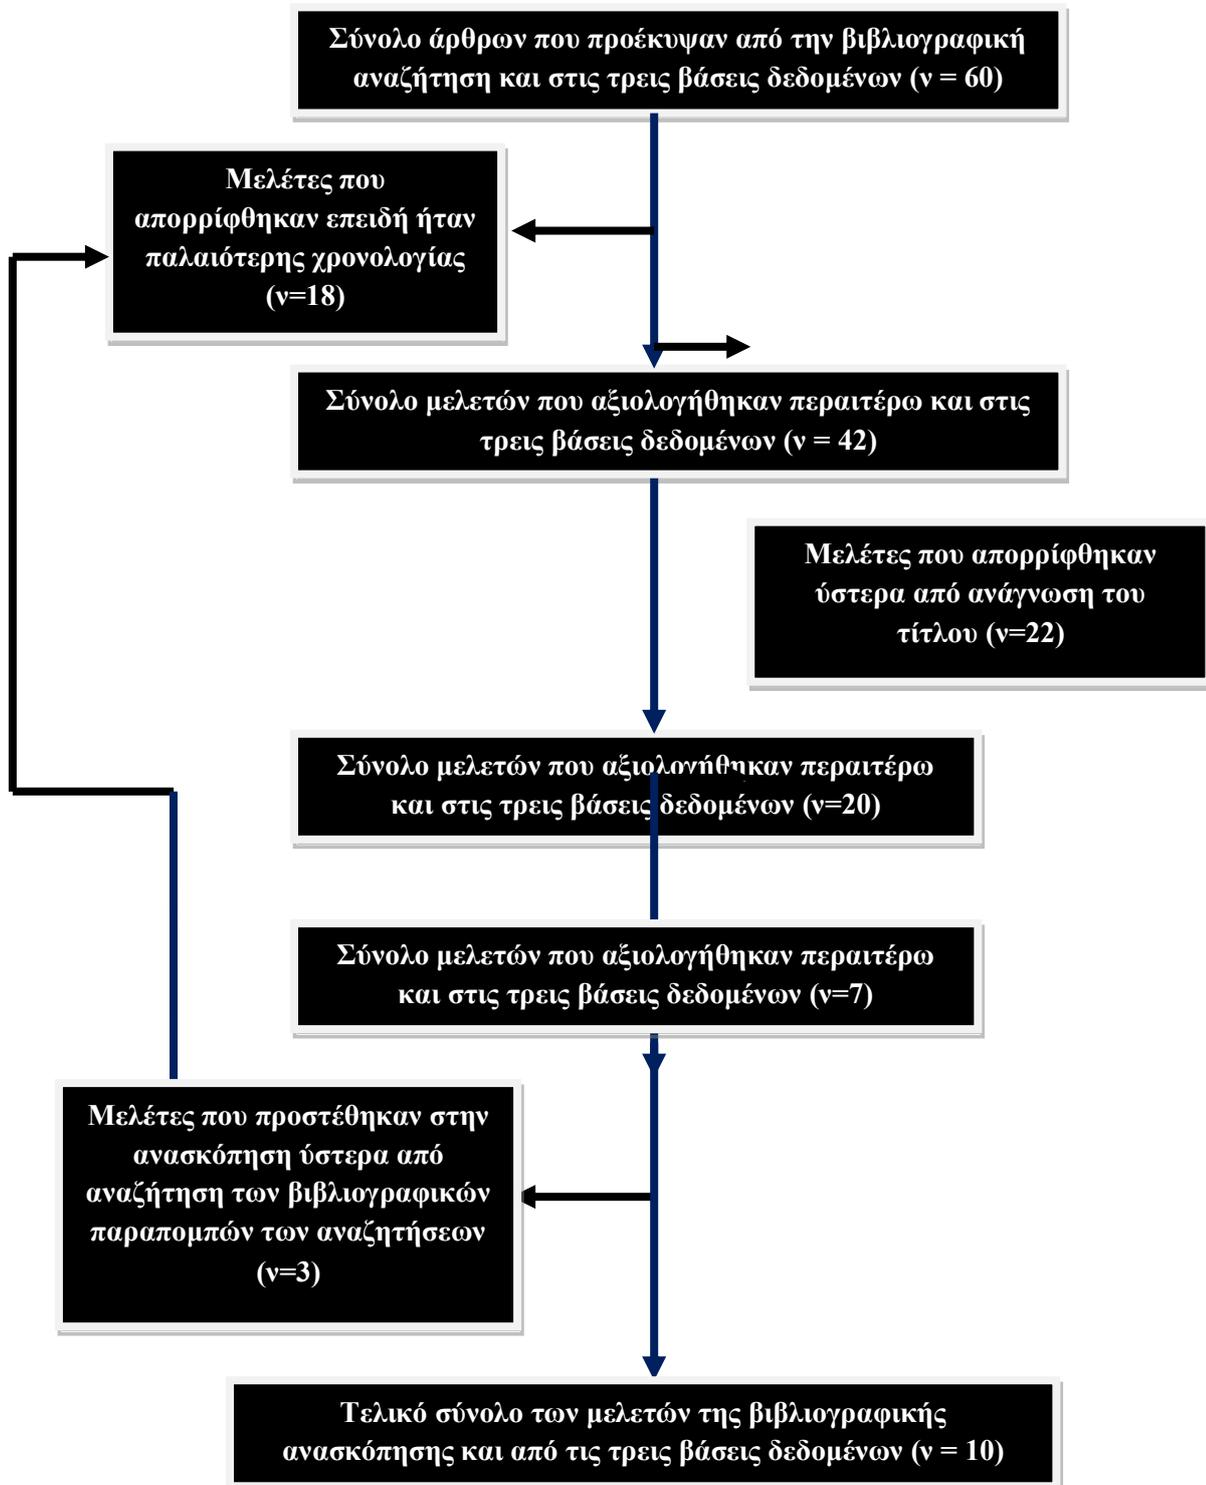 Σύνολο άρθρων που προέκυψαν από την βιβλιογραφική
αναζήτηση και στις τρεις βάσεις δεδομένων (ν = 60)
Μελέτες που
απορρίφθηκαν επειδή ήταν
παλαιότερης χρονολογίας
(ν=18)
Σύνολο μελετών που αξιολογήθηκαν περαιτέρω και στις
τρεις βάσεις δεδομένων (ν = 42)
Μελέτες που απορρίφθηκαν
ύστερα από ανάγνωση του
τίτλου (ν=22)
Σύνολο μελετών που αξιολογήθηκαν περαιτέρω
και στις τρεις βάσεις δεδομένων (ν=20)
Σύνολο μελετών που αξιολογήθηκαν περαιτέρω
και στις τρεις βάσεις δεδομένων (ν=7)
Μελέτες που προστέθηκαν στην
ανασκόπηση ύστερα από
αναζήτηση των βιβλιογραφικών
παραπομπών των αναζητήσεων
(ν=3)
Τελικό σύνολο των μελετών της βιβλιογραφικής
ανασκόπησης και από τις τρεις βάσεις δεδομένων (ν = 10)